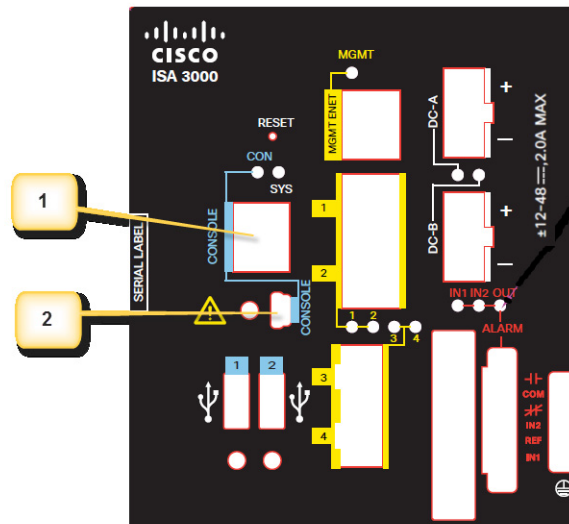 CISCO
ISA 3000
MGMT
MGMT ENET
RESET
CON
SYS
CONSOLE
SERIAL LABEL
CONSOLE
1
2
1
2
1 2
3 4
1
2
3
4
DC-A
+
−
DC-B
+
−
±12-48⎓,2.0A MAX
IN1 IN2 OUT
ALARM
COM
IN2
REF
IN1